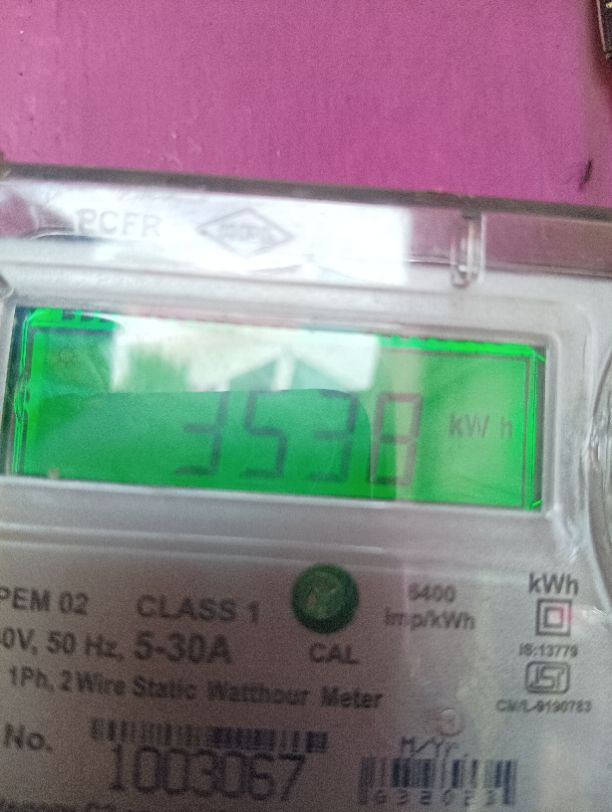 PCFR
3538 kWh
PEM 02 CLASS 1
5400
imp/kWh
kWh
0V, 50 Hz, 5-30A
CAL
IS:13779
1Ph, 2 Wire Static Watthour Meter
CM/L-9190783
No.
1003067
M/Yr.